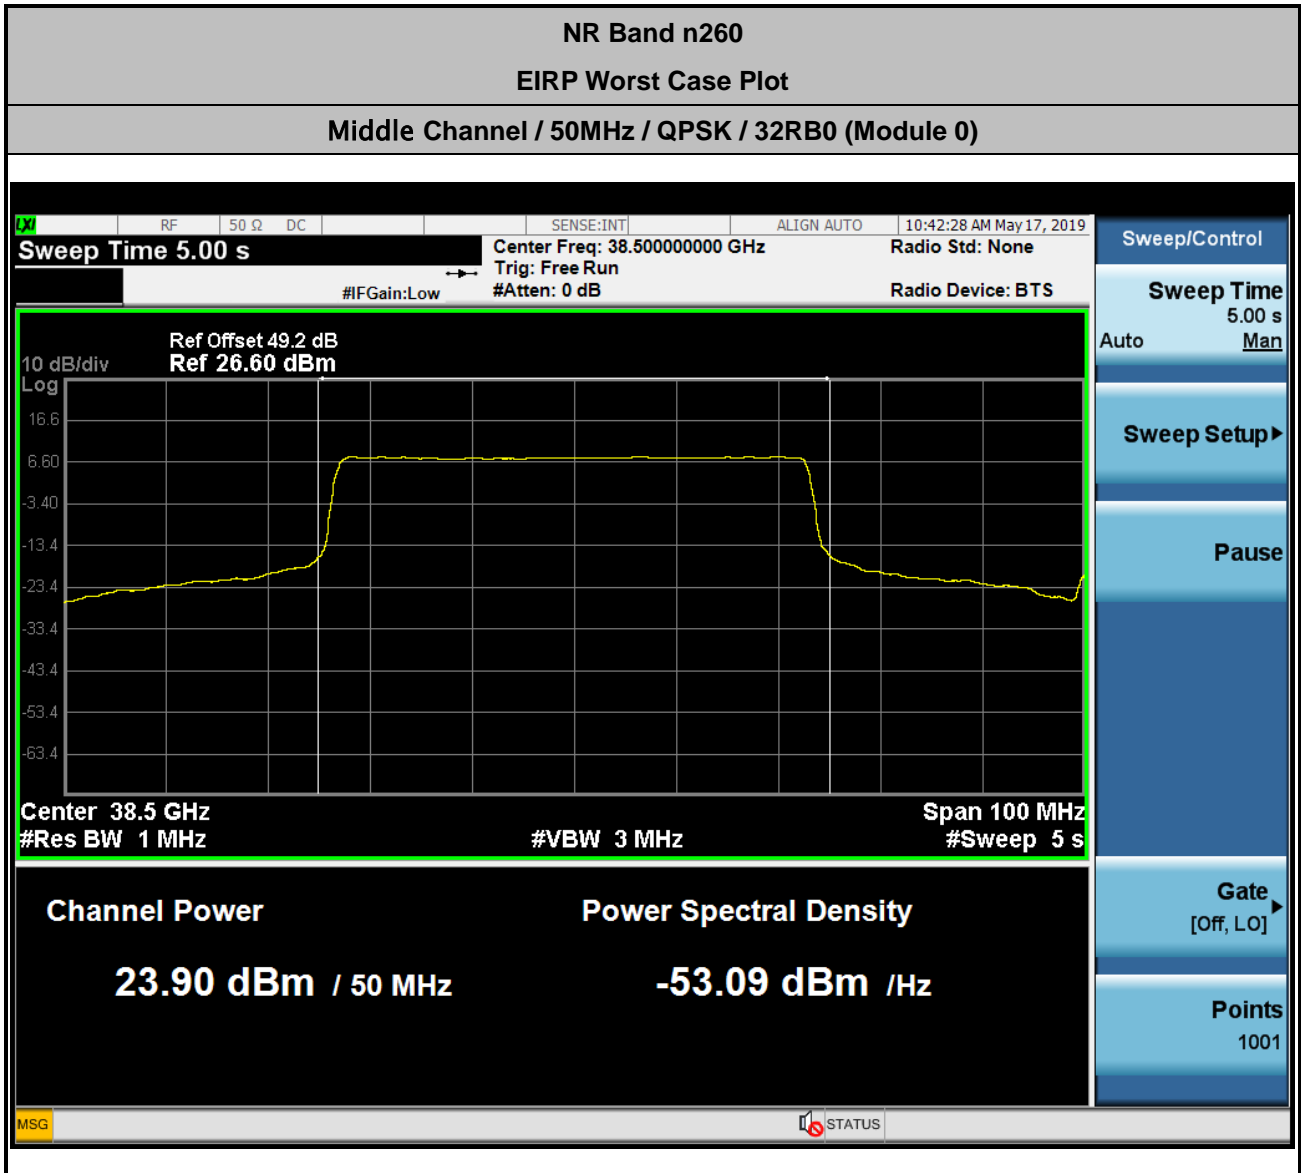 NR Band n260
EIRP Worst Case Plot
Middle Channel / 50MHz / QPSK / 32RB0 (Module 0)
LXI RF 50 Ω DC SENSE:INT ALIGN AUTO 10:42:28 AM May 17, 2019
Sweep Time 5.00 s
Center Freq: 38.500000000 GHz
Radio Std: None
Trig: Free Run
#IFGain:Low
#Atten: 0 dB
Radio Device: BTS
Ref Offset 49.2 dB
10 dB/div Ref 26.60 dBm
Log
16.6
6.60
-3.40
-13.4
-23.4
-33.4
-43.4
-53.4
-63.4
Center 38.5 GHz
Span 100 MHz
#Res BW 1 MHz
#VBW 3 MHz
#Sweep 5 s
Channel Power
Power Spectral Density
23.90 dBm / 50 MHz
-53.09 dBm /Hz
Sweep/Control
Sweep Time
5.00 s
Auto Man
Sweep Setup
Pause
Gate
[Off, LO]
Points
1001
MSG
STATUS